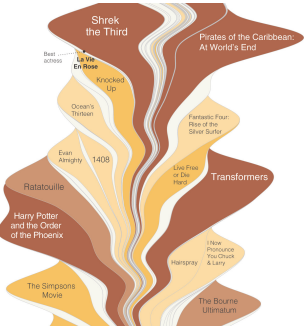 Shrek
the Third
Pirates of the Caribbean:
At World's End
Best
actress
La Vie
En Rose
Knocked
Up
Ocean's
Thirteen
Fantastic Four:
Rise of the
Silver Surfer
Evan
Almighty
1408
Live Free
or Die
Hard
Transformers
Ratatouille
Harry Potter
and the Order
of the Phoenix
I Now
Pronounce
You Chuck
& Larry
Hairspray
The Simpsons
Movie
The Bourne
Ultimatum